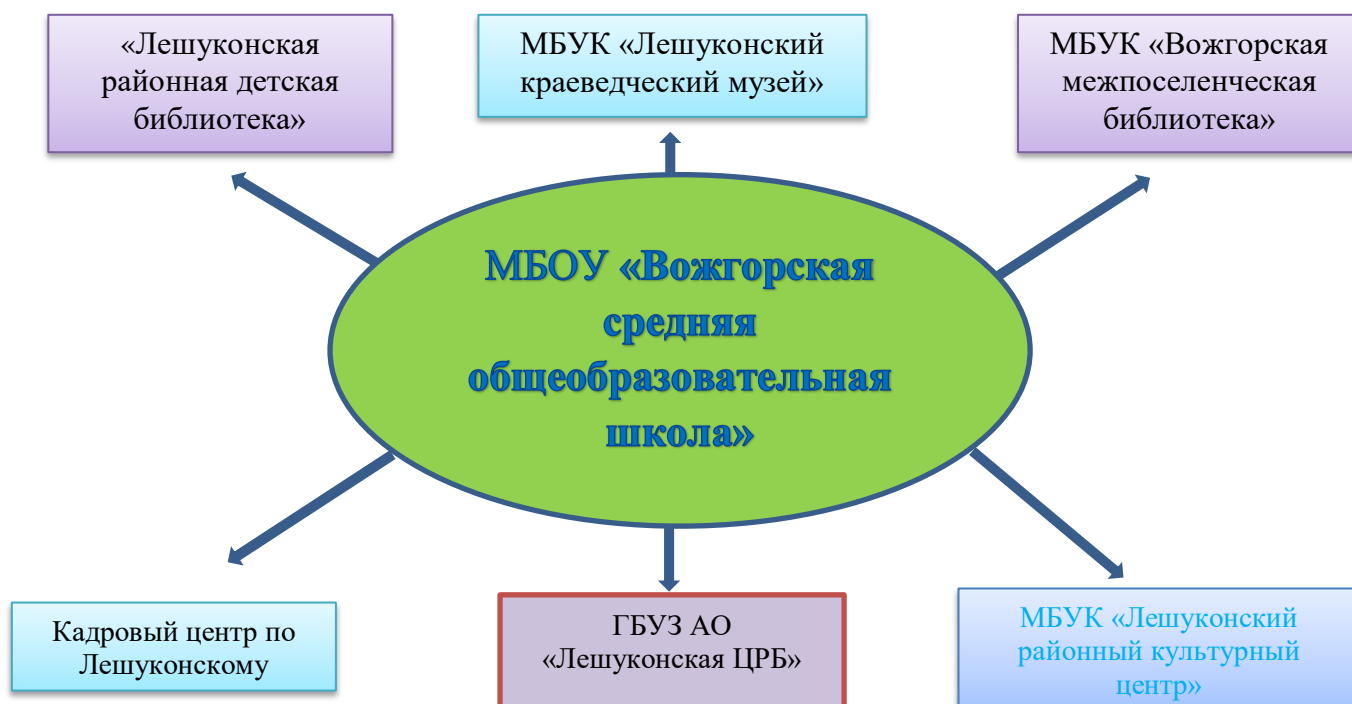 «Лешуконская
районная детская
библиотека»
МБУК «Лешуконский
краеведческий музей»
МБУК «Вожгорская
межпоселенческая
библиотека»
МБОУ «Вожгорская
средняя
общеобразовательная
школа»
Кадровый центр по
Лешуконскому
ГБУЗ АО
«Лешуконская ЦРБ»
МБУК «Лешуконский
районный культурный
центр»